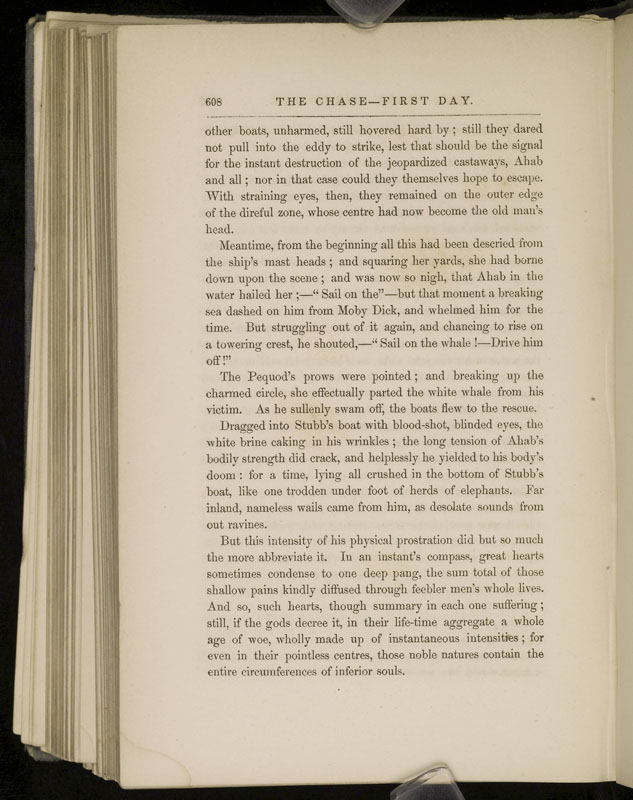 608 THE CHASE—FIRST DAY.
other boats, unharmed, still hovered hard by; still they dared
not pull into the eddy to strike, lest that should be the signal
for the instant destruction of the jeopardized castaways, Ahab
and all; nor in that case could they themselves hope to escape.
With straining eyes, then, they remained on the outer edge
of the direful zone, whose centre had now become the old man's
head.
Meantime, from the beginning all this had been descried from
the ship's mast heads; and squaring her yards, she had borne
down upon the scene; and was now so nigh, that Ahab in the
water hailed her;—“Sail on the”—but that moment a breaking
sea dashed on him from Moby Dick, and whelmed him for the
time. But struggling out of it again, and chancing to rise on
a towering crest, he shouted,—“Sail on the whale!—Drive him
off!”
The Pequod's prows were pointed; and breaking up the
charmed circle, she effectually parted the white whale from his
victim. As he sullenly swam off, the boats flew to the rescue.
Dragged into Stubb's boat with blood-shot, blinded eyes, the
white brine caking in his wrinkles; the long tension of Ahab's
bodily strength did crack, and helplessly he yielded to his body's
doom: for a time, lying all crushed in the bottom of Stubb's
boat, like one trodden under foot of herds of elephants. Far
inland, nameless wails came from him, as desolate sounds from
out ravines.
But this intensity of his physical prostration did but so much
the more abbreviate it. In an instant's compass, great hearts
sometimes condense to one deep pang, the sum total of those
shallow pains kindly diffused through feebler men's whole lives.
And so, such hearts, though summary in each one suffering;
still, if the gods decree it, in their life-time aggregate a whole
age of woe, wholly made up of instantaneous intensities; for
even in their pointless centres, those noble natures contain the
entire circumferences of inferior souls.